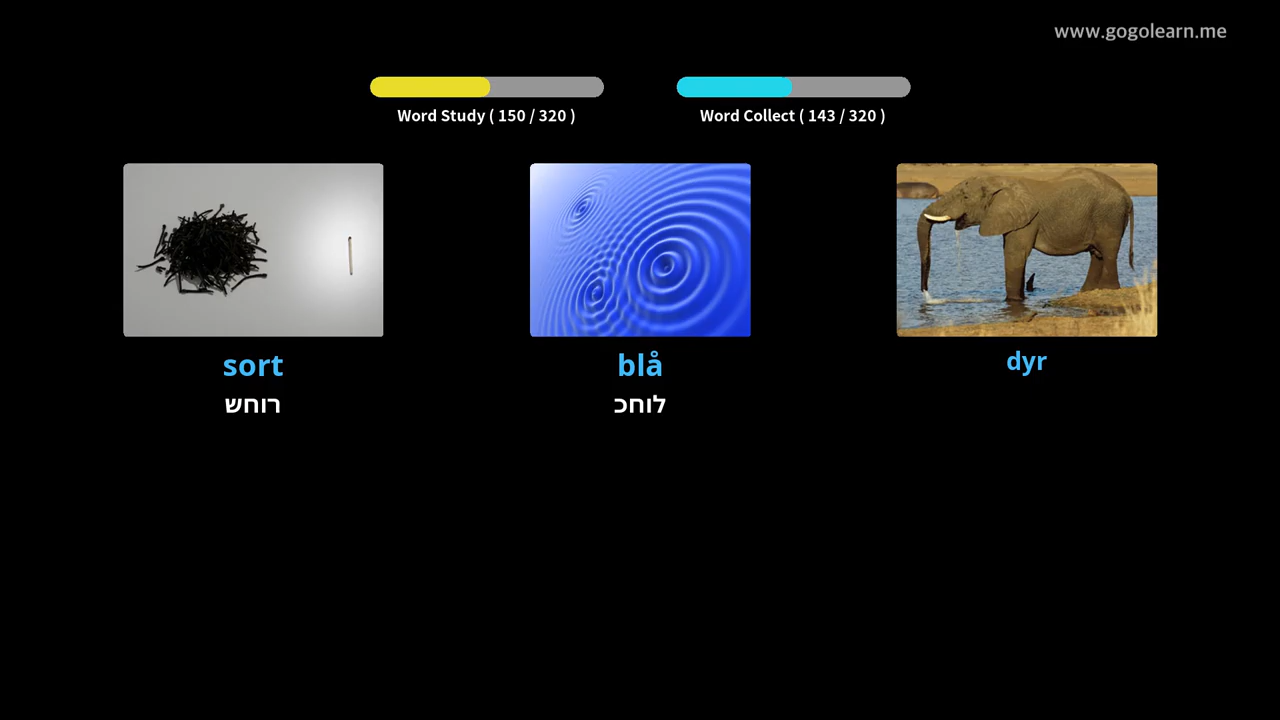 www.gogolearn.me
Word Study ( 150 / 320 )
Word Collect ( 143 / 320 )
sort
רוחש
blå
לוחכ
dyr